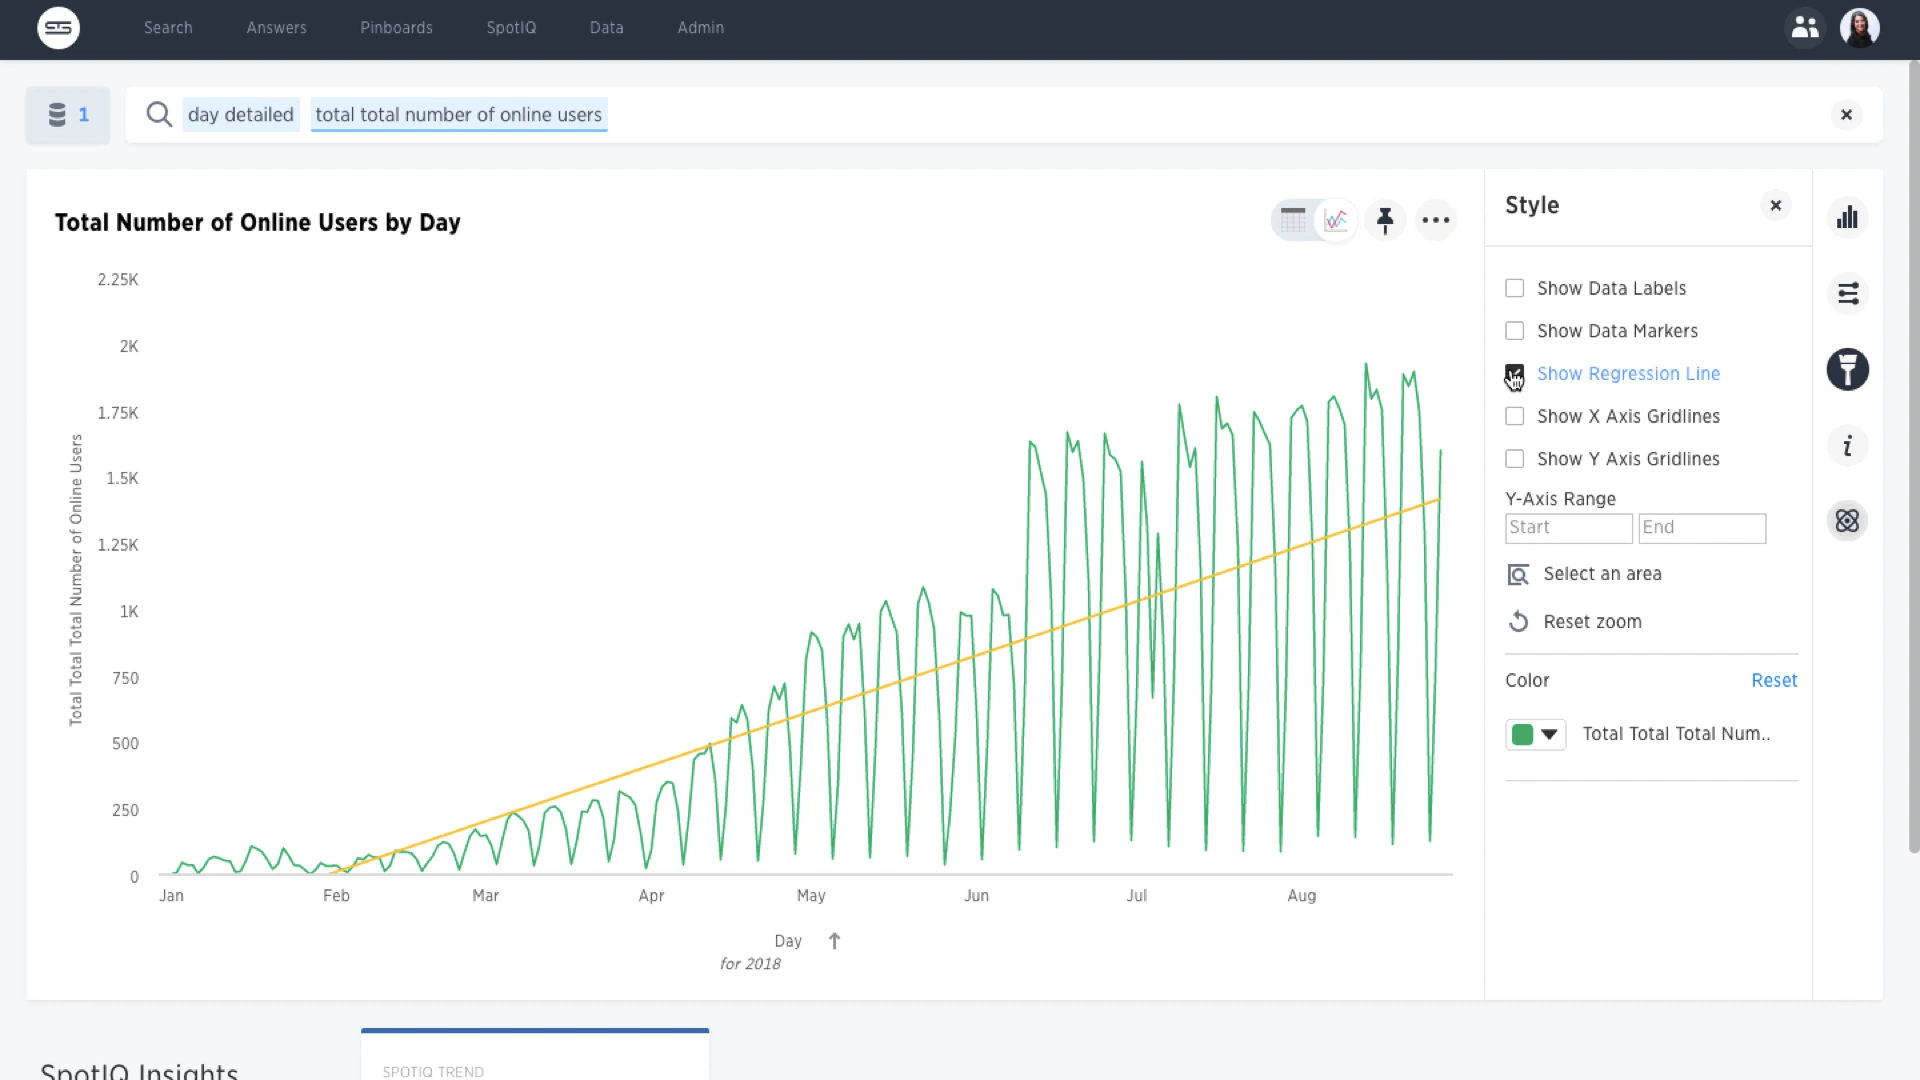 Search Answers Pinboards SpotIQ Data Admin
1 day detailed total total number of online users
Total Number of Online Users by Day
2.25K
2K
1.75K
1.5K
1.25K
1K
750
500
250
0
Total Total Total Number of Online Users
Jan Feb Mar Apr May Jun Jul Aug
Day
for 2018
Style
Show Data Labels
Show Data Markers
Show Regression Line
Show X Axis Gridlines
Show Y Axis Gridlines
Y-Axis Range
Start End
Select an area
Reset zoom
Color Reset
Total Total Total Num..
i
SpotIQ Insights
SPOTIQ TREND